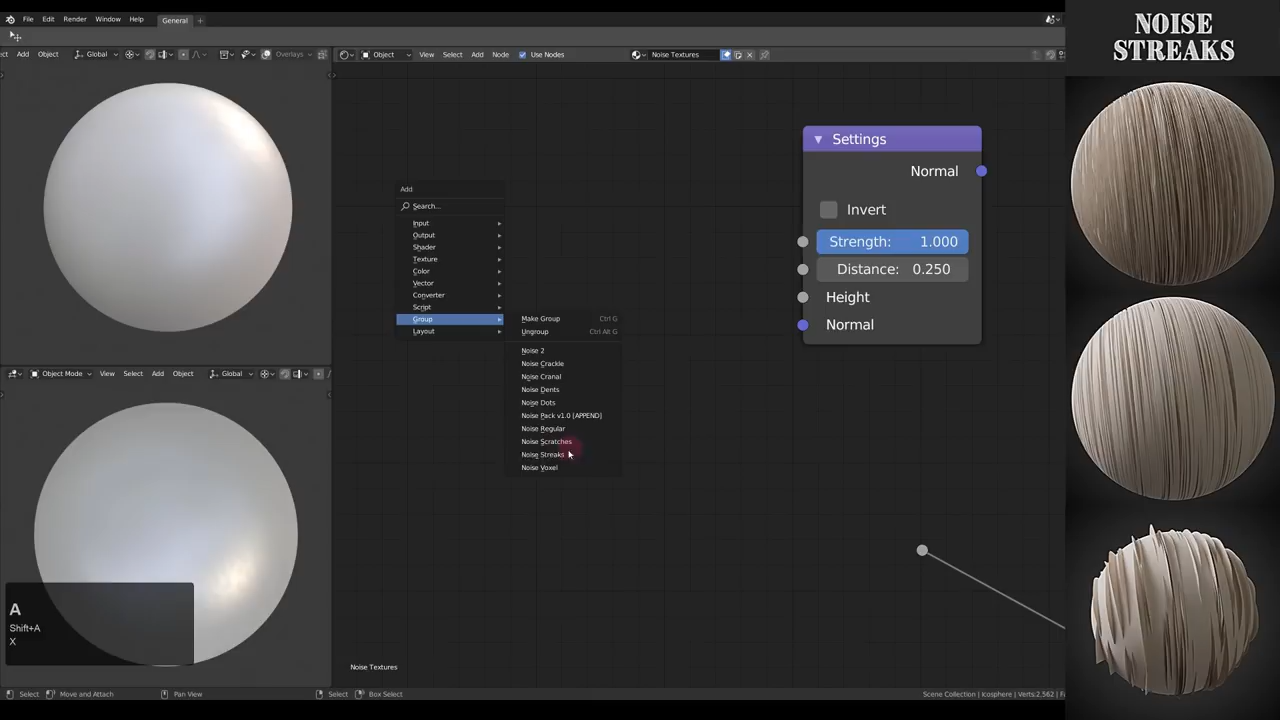 File Edit Render Window Help General
Add Object Global Overlays
Object View Select Add Node Use Nodes Noise Textures
NOISE
STREAKS
Settings
Normal
Invert
Strength: 1.000
Distance: 0.250
Height
Normal
Add
Search...
Input
Output
Shader
Texture
Color
Vector
Converter
Script
Group
Layout
Make Group Ctrl G
Ungroup Ctrl Alt G
Noise 2
Noise Crackle
Noise Cranal
Noise Dents
Noise Dots
Noise Pack v1.0 [APPEND]
Noise Regular
Noise Scratches
Noise Streaks
Noise Voxel
Object Mode View Select Add Object Global
A
Shift+A
X
Noise Textures
Select Move and Attach Pan View Select Box Select Scene Collection | Icosphere | Verts:2,562 |